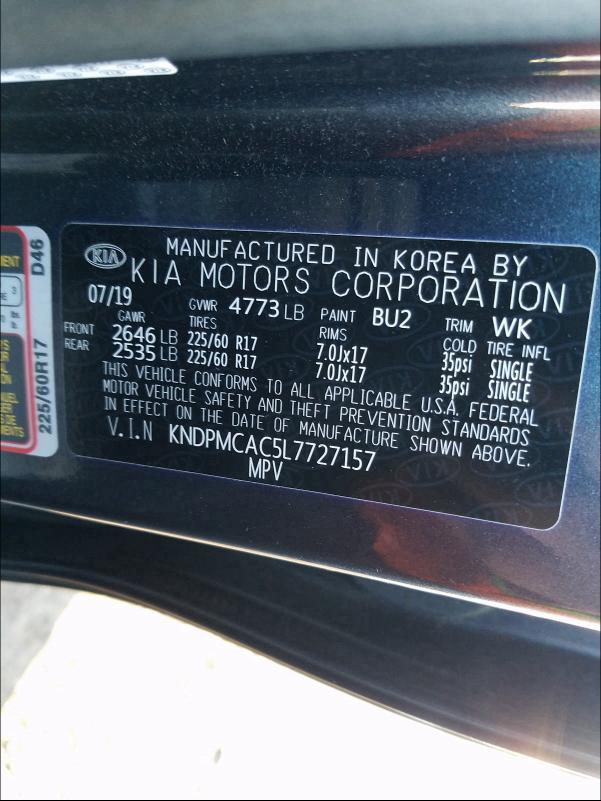 KIA
MANUFACTURED IN KOREA BY
KIA MOTORS CORPORATION
07/19 GVWR 4773 LB PAINT BU2 TRIM WK
GAWR TIRES RIMS COLD TIRE INFL
FRONT 2646 LB 225/60 R17 7.0Jx17 35psi SINGLE
REAR 2535 LB 225/60 R17 7.0Jx17 35psi SINGLE
THIS VEHICLE CONFORMS TO ALL APPLICABLE U.S.A. FEDERAL
MOTOR VEHICLE SAFETY AND THEFT PREVENTION STANDARDS
IN EFFECT ON THE DATE OF MANUFACTURE SHOWN ABOVE.
V.I.N KNDPMCAC5L7727157
MPV
225/60R17 D46